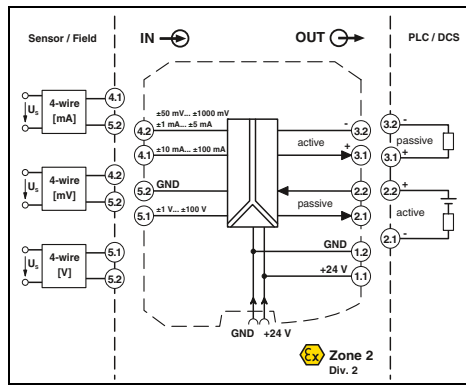 Sensor / Field
IN
OUT
PLC / DCS
Us
4-wire
[mA]
4.1
5.2
Us
4-wire
[mV]
4.2
5.2
Us
4-wire
[V]
5.1
5.2
±50 mV... ±1000 mV
±1 mA... ±5 mA
4.2
±10 mA... ±100 mA
4.1
GND
5.2
±1 V... ±100 V
5.1
-
active
3.2
+
3.1
2.2
passive
2.1
GND
1.2
+24 V
1.1
GND +24 V
3.2 -
passive
3.1 +
2.2 +
active
2.1 -
Ex Zone 2
Div. 2